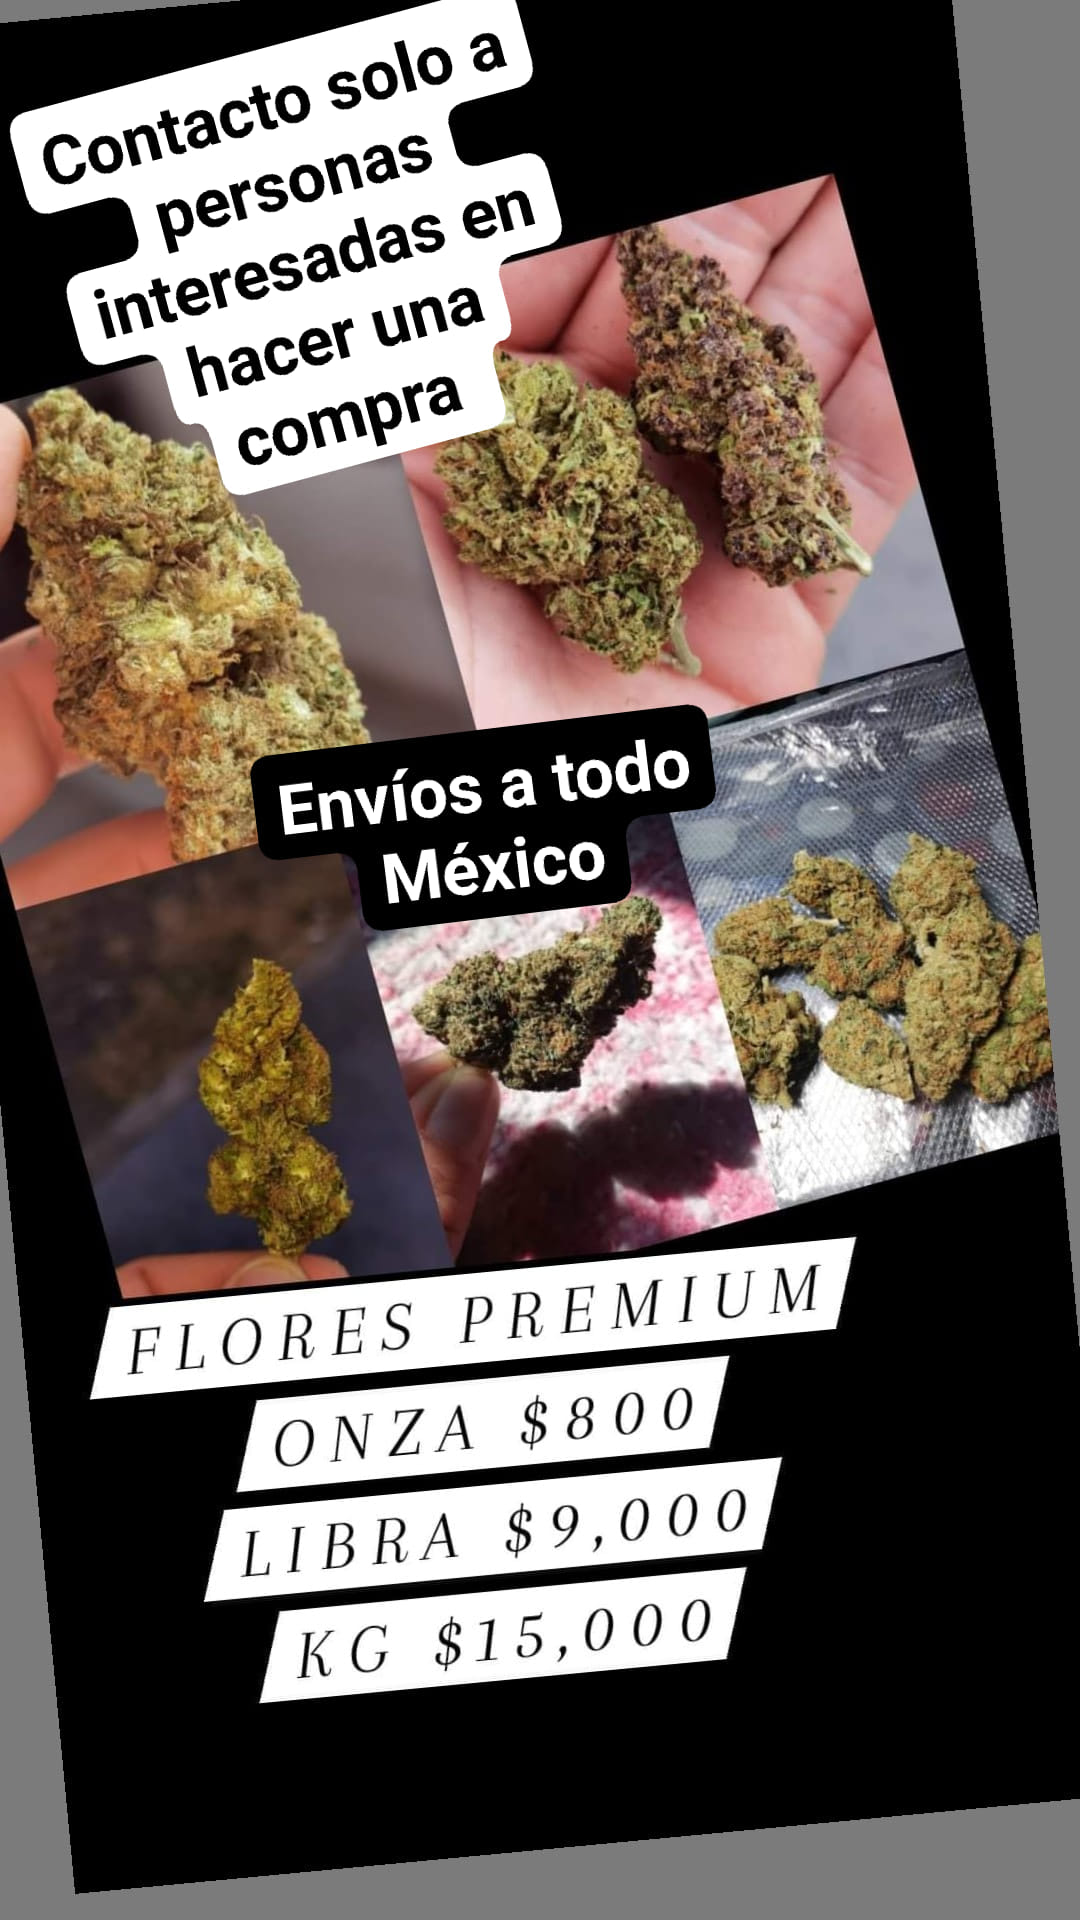 Contacto solo a
personas
interesadas en
hacer una
compra
Envíos a todo
México
FLORES PREMIUM
ONZA $800
LIBRA $9,000
KG $15,000